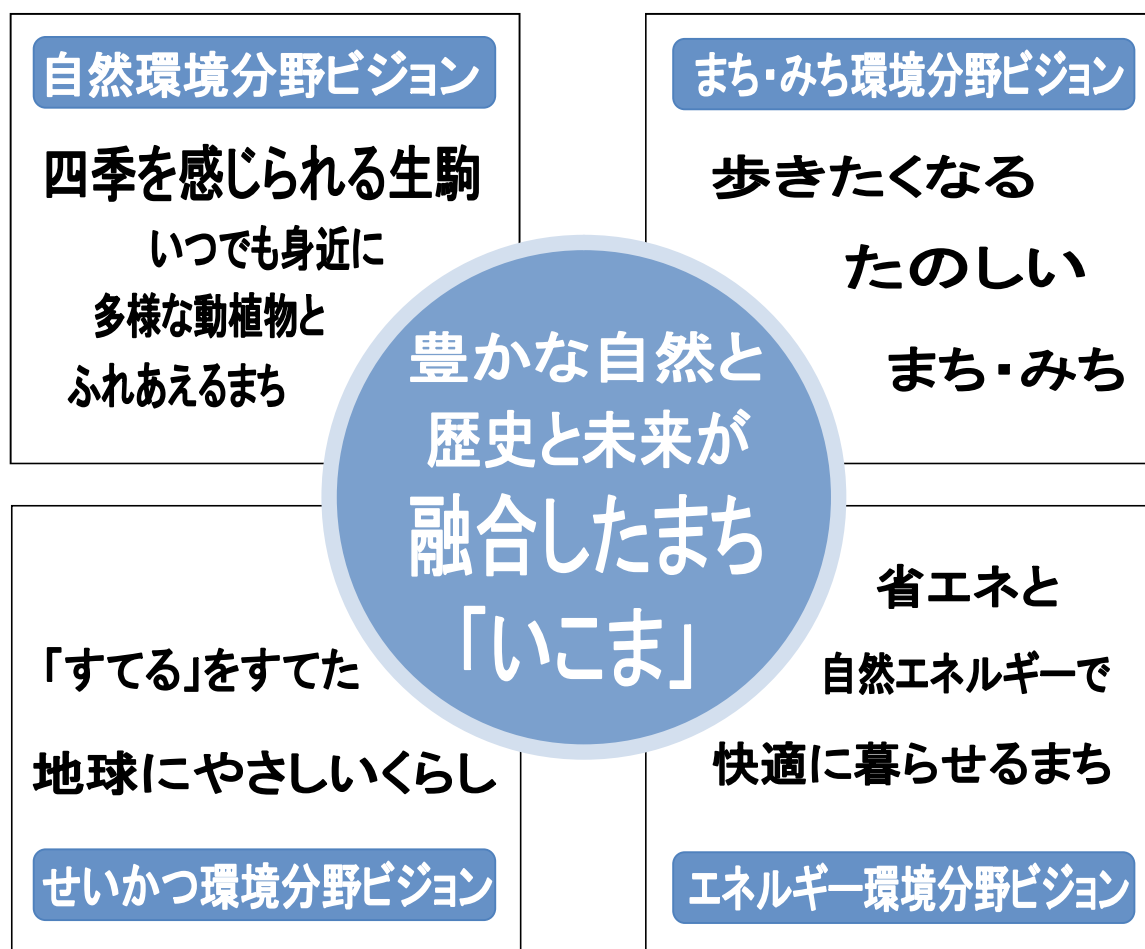 自然環境分野ビジョン
四季を感じられる生駒
いつでも身近に
多様な動植物と
ふれあえるまち
まち・みち環境分野ビジョン
歩きたくなる
たのしい
まち・みち
豊かな自然と
歴史と未来が
融合したまち
「いこま」
「すてる」をすてた
地球にやさしいくらし
せいかつ環境分野ビジョン
省エネと
自然エネルギーで
快適に暮らせるまち
エネルギー環境分野ビジョン